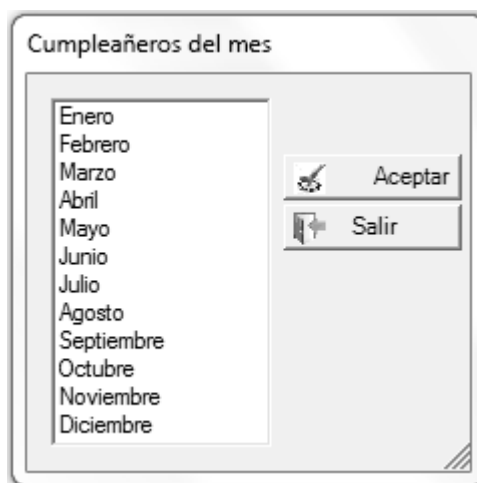 Cumpleañeros del mes
Enero
Febrero
Marzo
Abril
Mayo
Junio
Julio
Agosto
Septiembre
Octubre
Noviembre
Diciembre
Aceptar
Salir